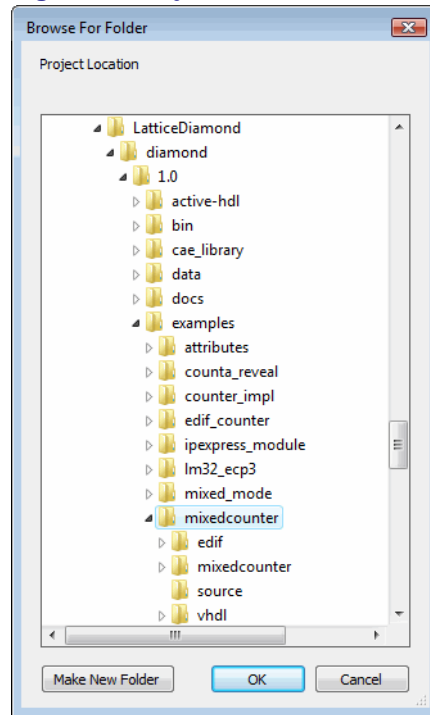 Browse For Folder
Project Location
LatticeDiamond
diamond
1.0
active-hdl
bin
cae_library
data
docs
examples
attributes
counta_reveal
counter_impl
edif_counter
ipexpress_module
lm32_ecp3
mixed_mode
mixedcounter
edif
mixedcounter
source
vhdl
Make New Folder OK Cancel